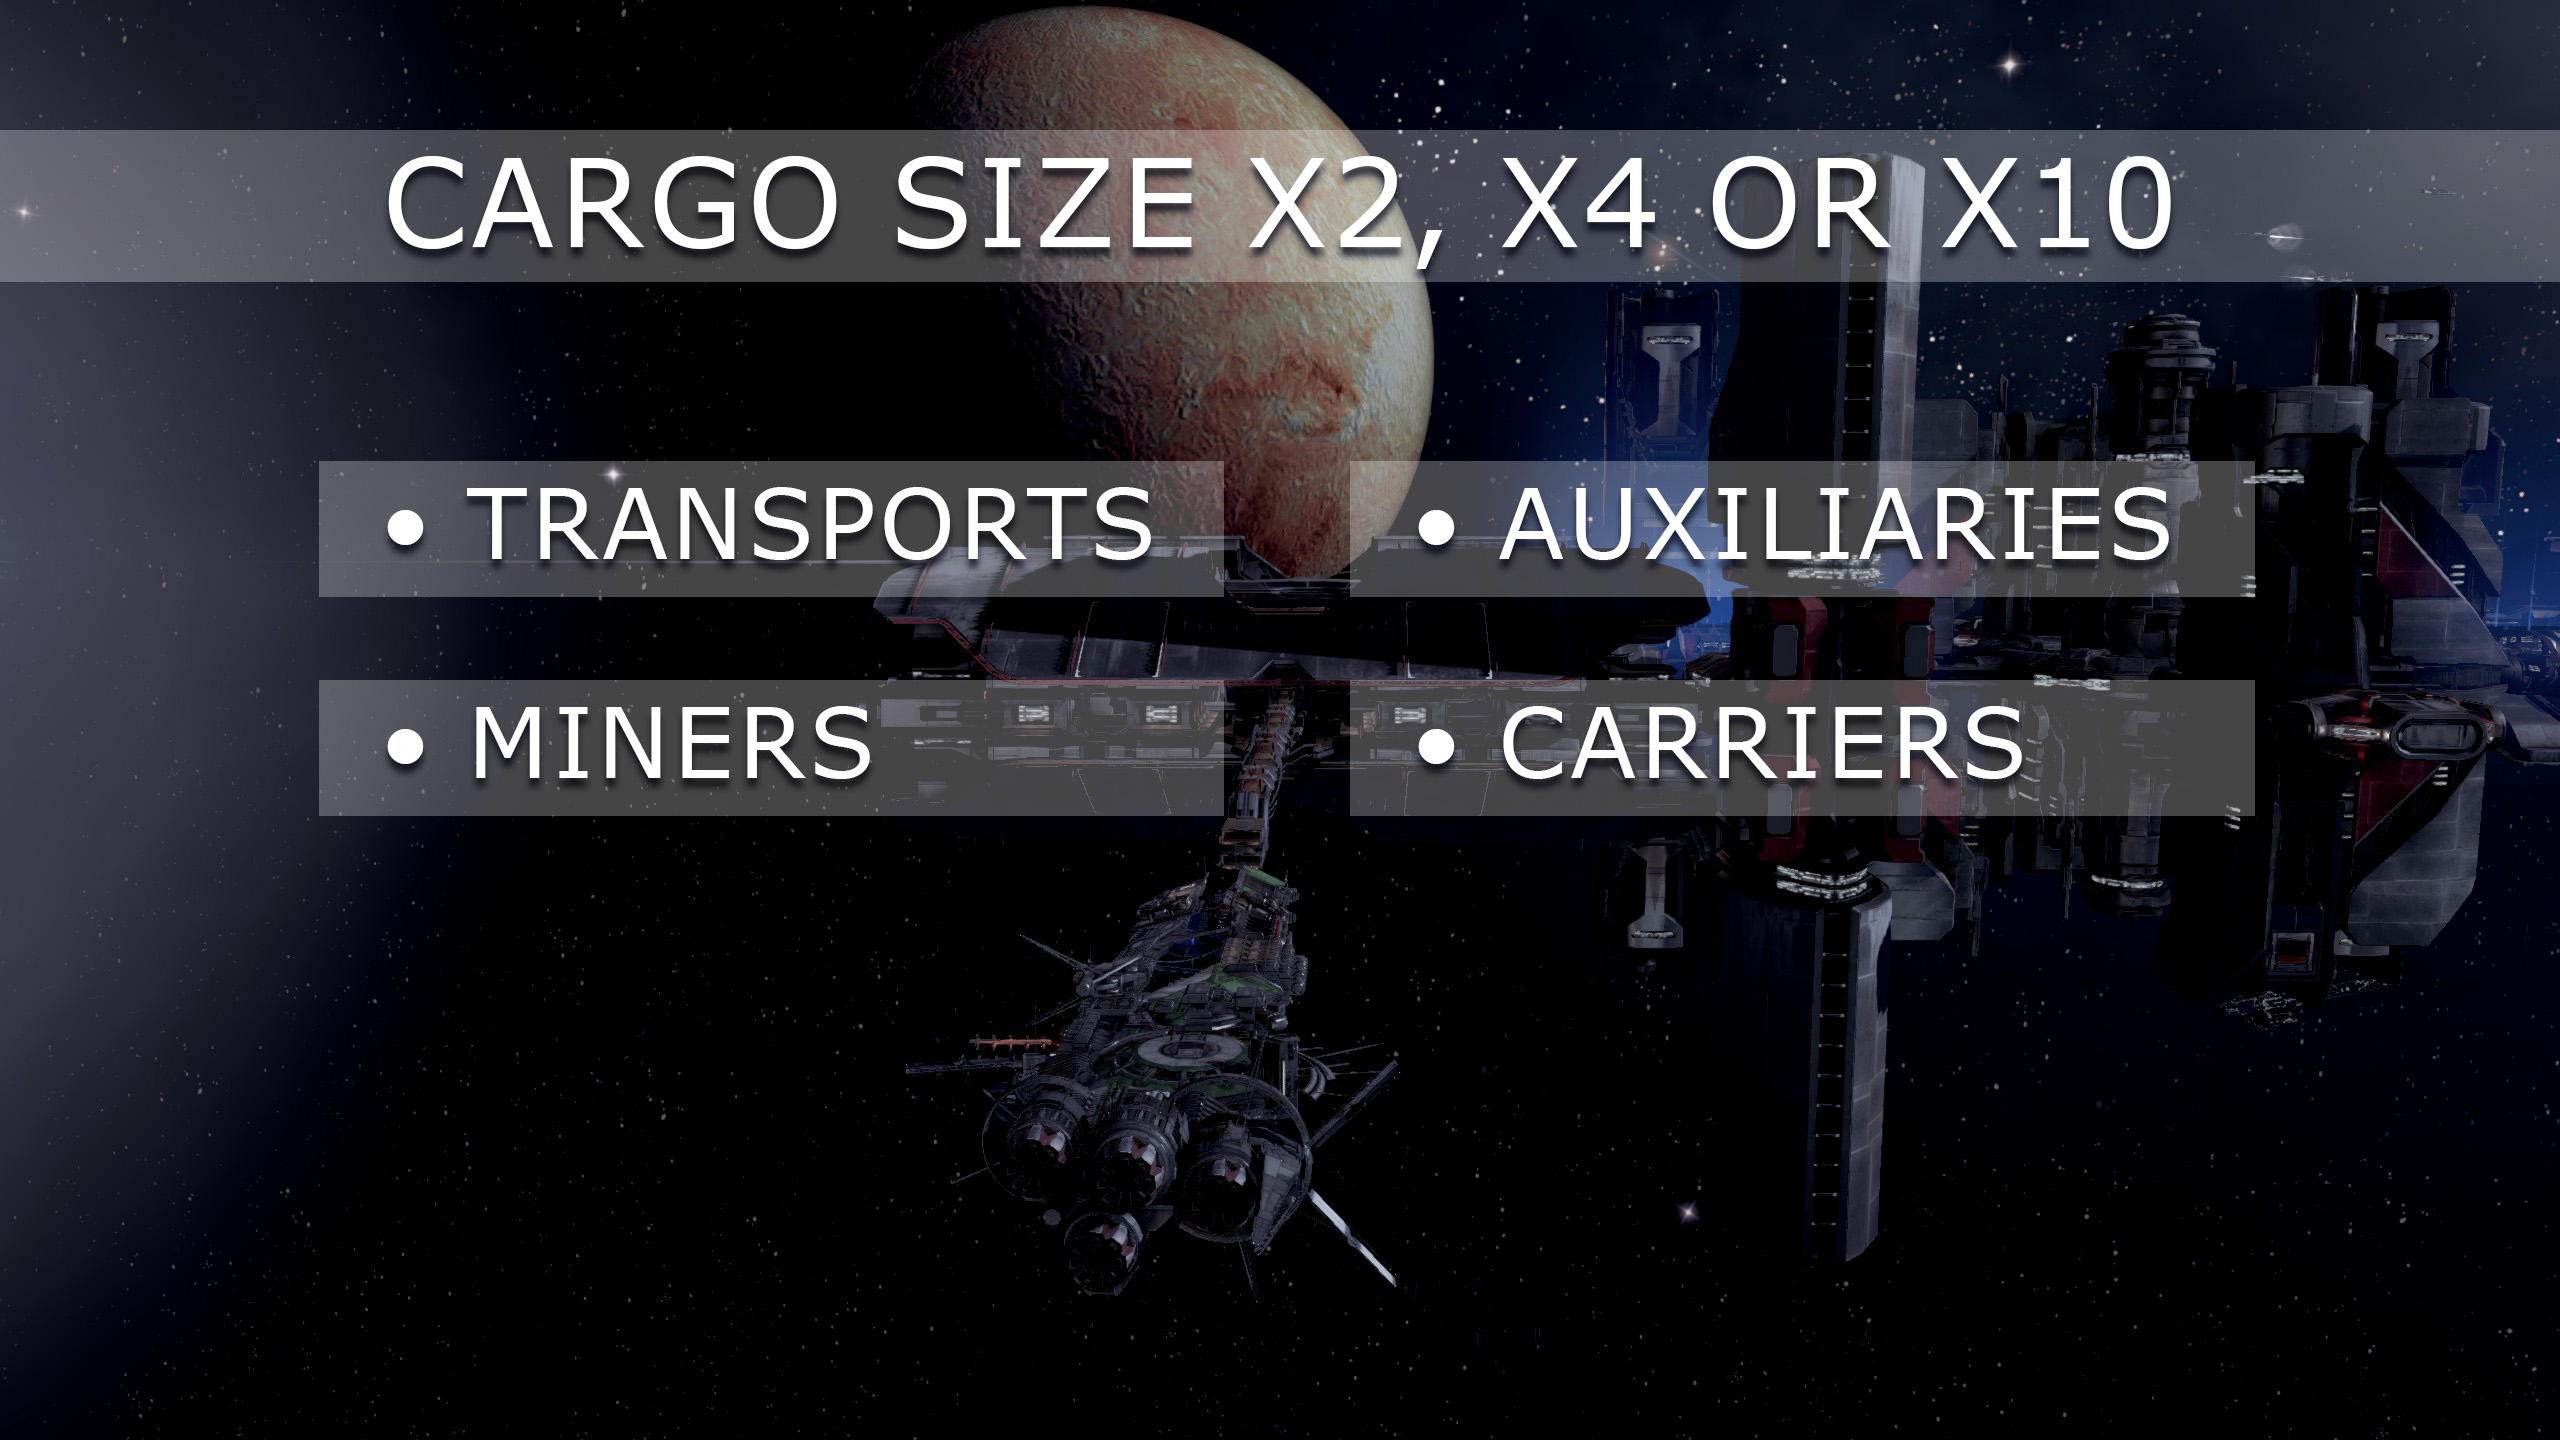 CARGO SIZE X2, X4 OR X10
• TRANSPORTS
• AUXILIARIES
• MINERS
• CARRIERS